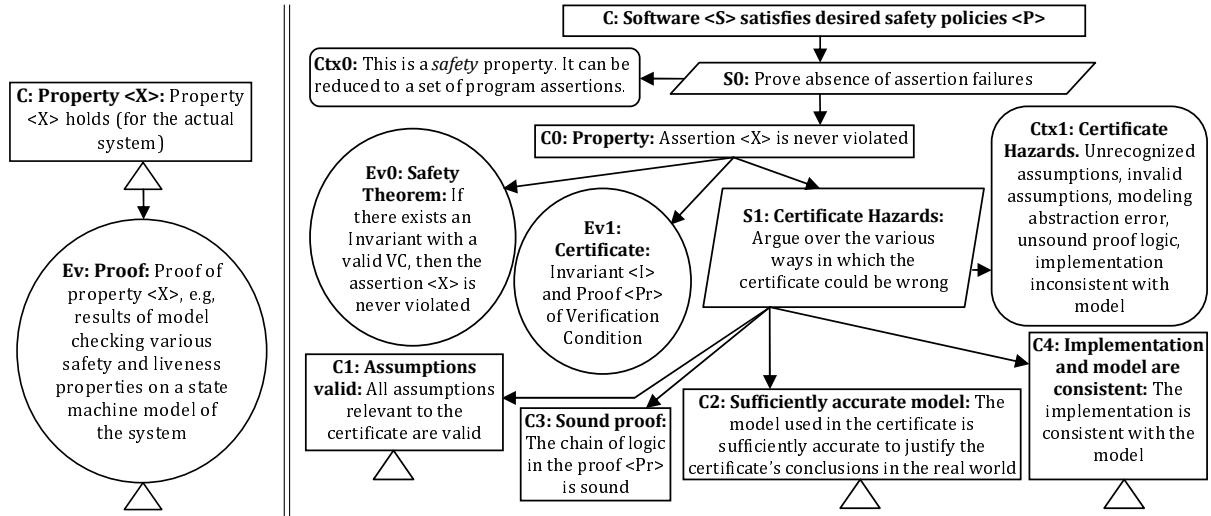 C: Property <X>: Property
<X> holds (for the actual
system)
Ev: Proof: Proof of
property <X>, e.g,
results of model
checking various
safety and liveness
properties on a state
machine model of
the system
C: Software <S> satisfies desired safety policies <P>
Ctx0: This is a safety property. It can be
reduced to a set of program assertions.
S0: Prove absence of assertion failures
C0: Property: Assertion <X> is never violated
Ev0: Safety
Theorem: If
there exists an
Invariant with a
valid VC, then the
assertion <X> is
never violated
Ev1:
Certificate:
Invariant <I>
and Proof <Pr>
of Verification
Condition
S1: Certificate Hazards:
Argue over the various
ways in which the
certificate could be wrong
Ctx1: Certificate
Hazards. Unrecognized
assumptions, invalid
assumptions, modeling
abstraction error,
unsound proof logic,
implementation
inconsistent with
model
C1: Assumptions
valid: All assumptions
relevant to the
certificate are valid
C3: Sound proof:
The chain of logic
in the proof <Pr>
is sound
C2: Sufficiently accurate model: The
model used in the certificate is
sufficiently accurate to justify the
certificate's conclusions in the real world
C4: Implementation
and model are
consistent: The
implementation is
consistent with the
model